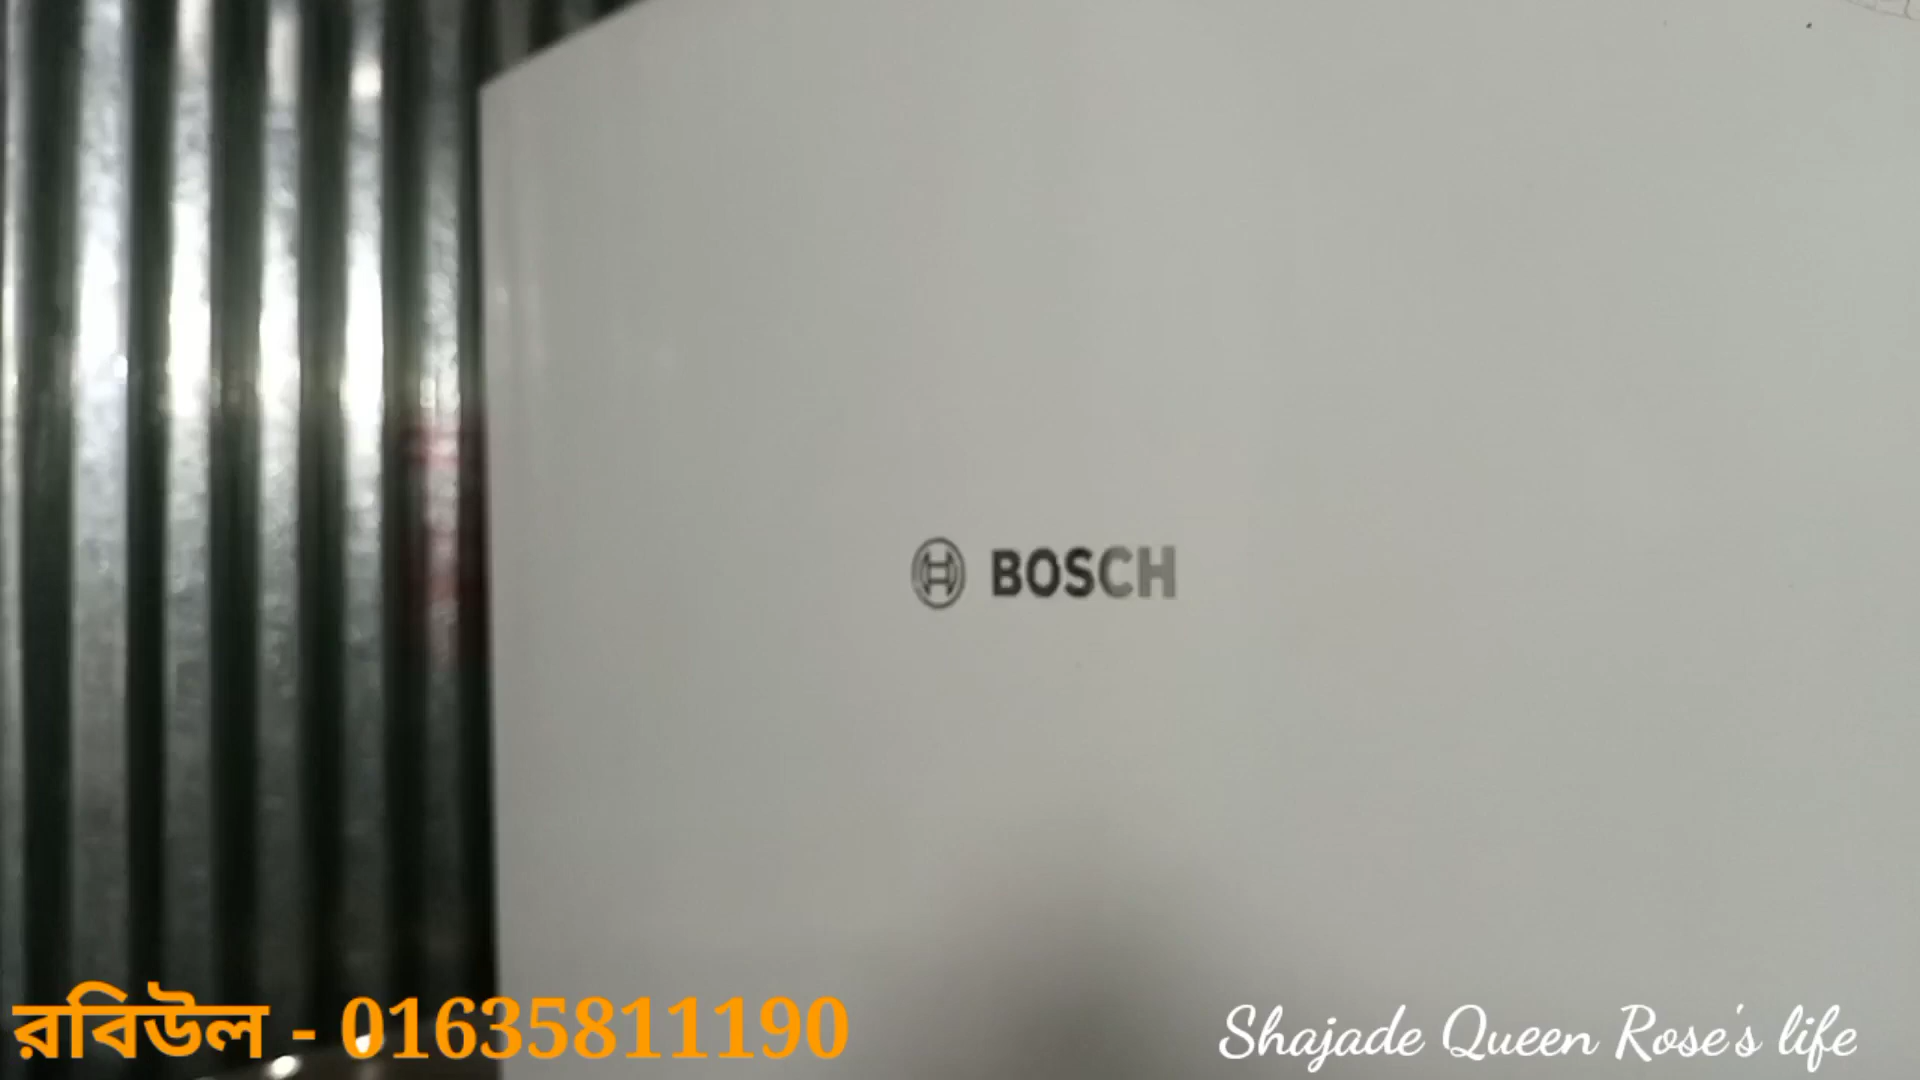 BOSCH
রবিউল - 01635811190
Shajade Queen Rose's life